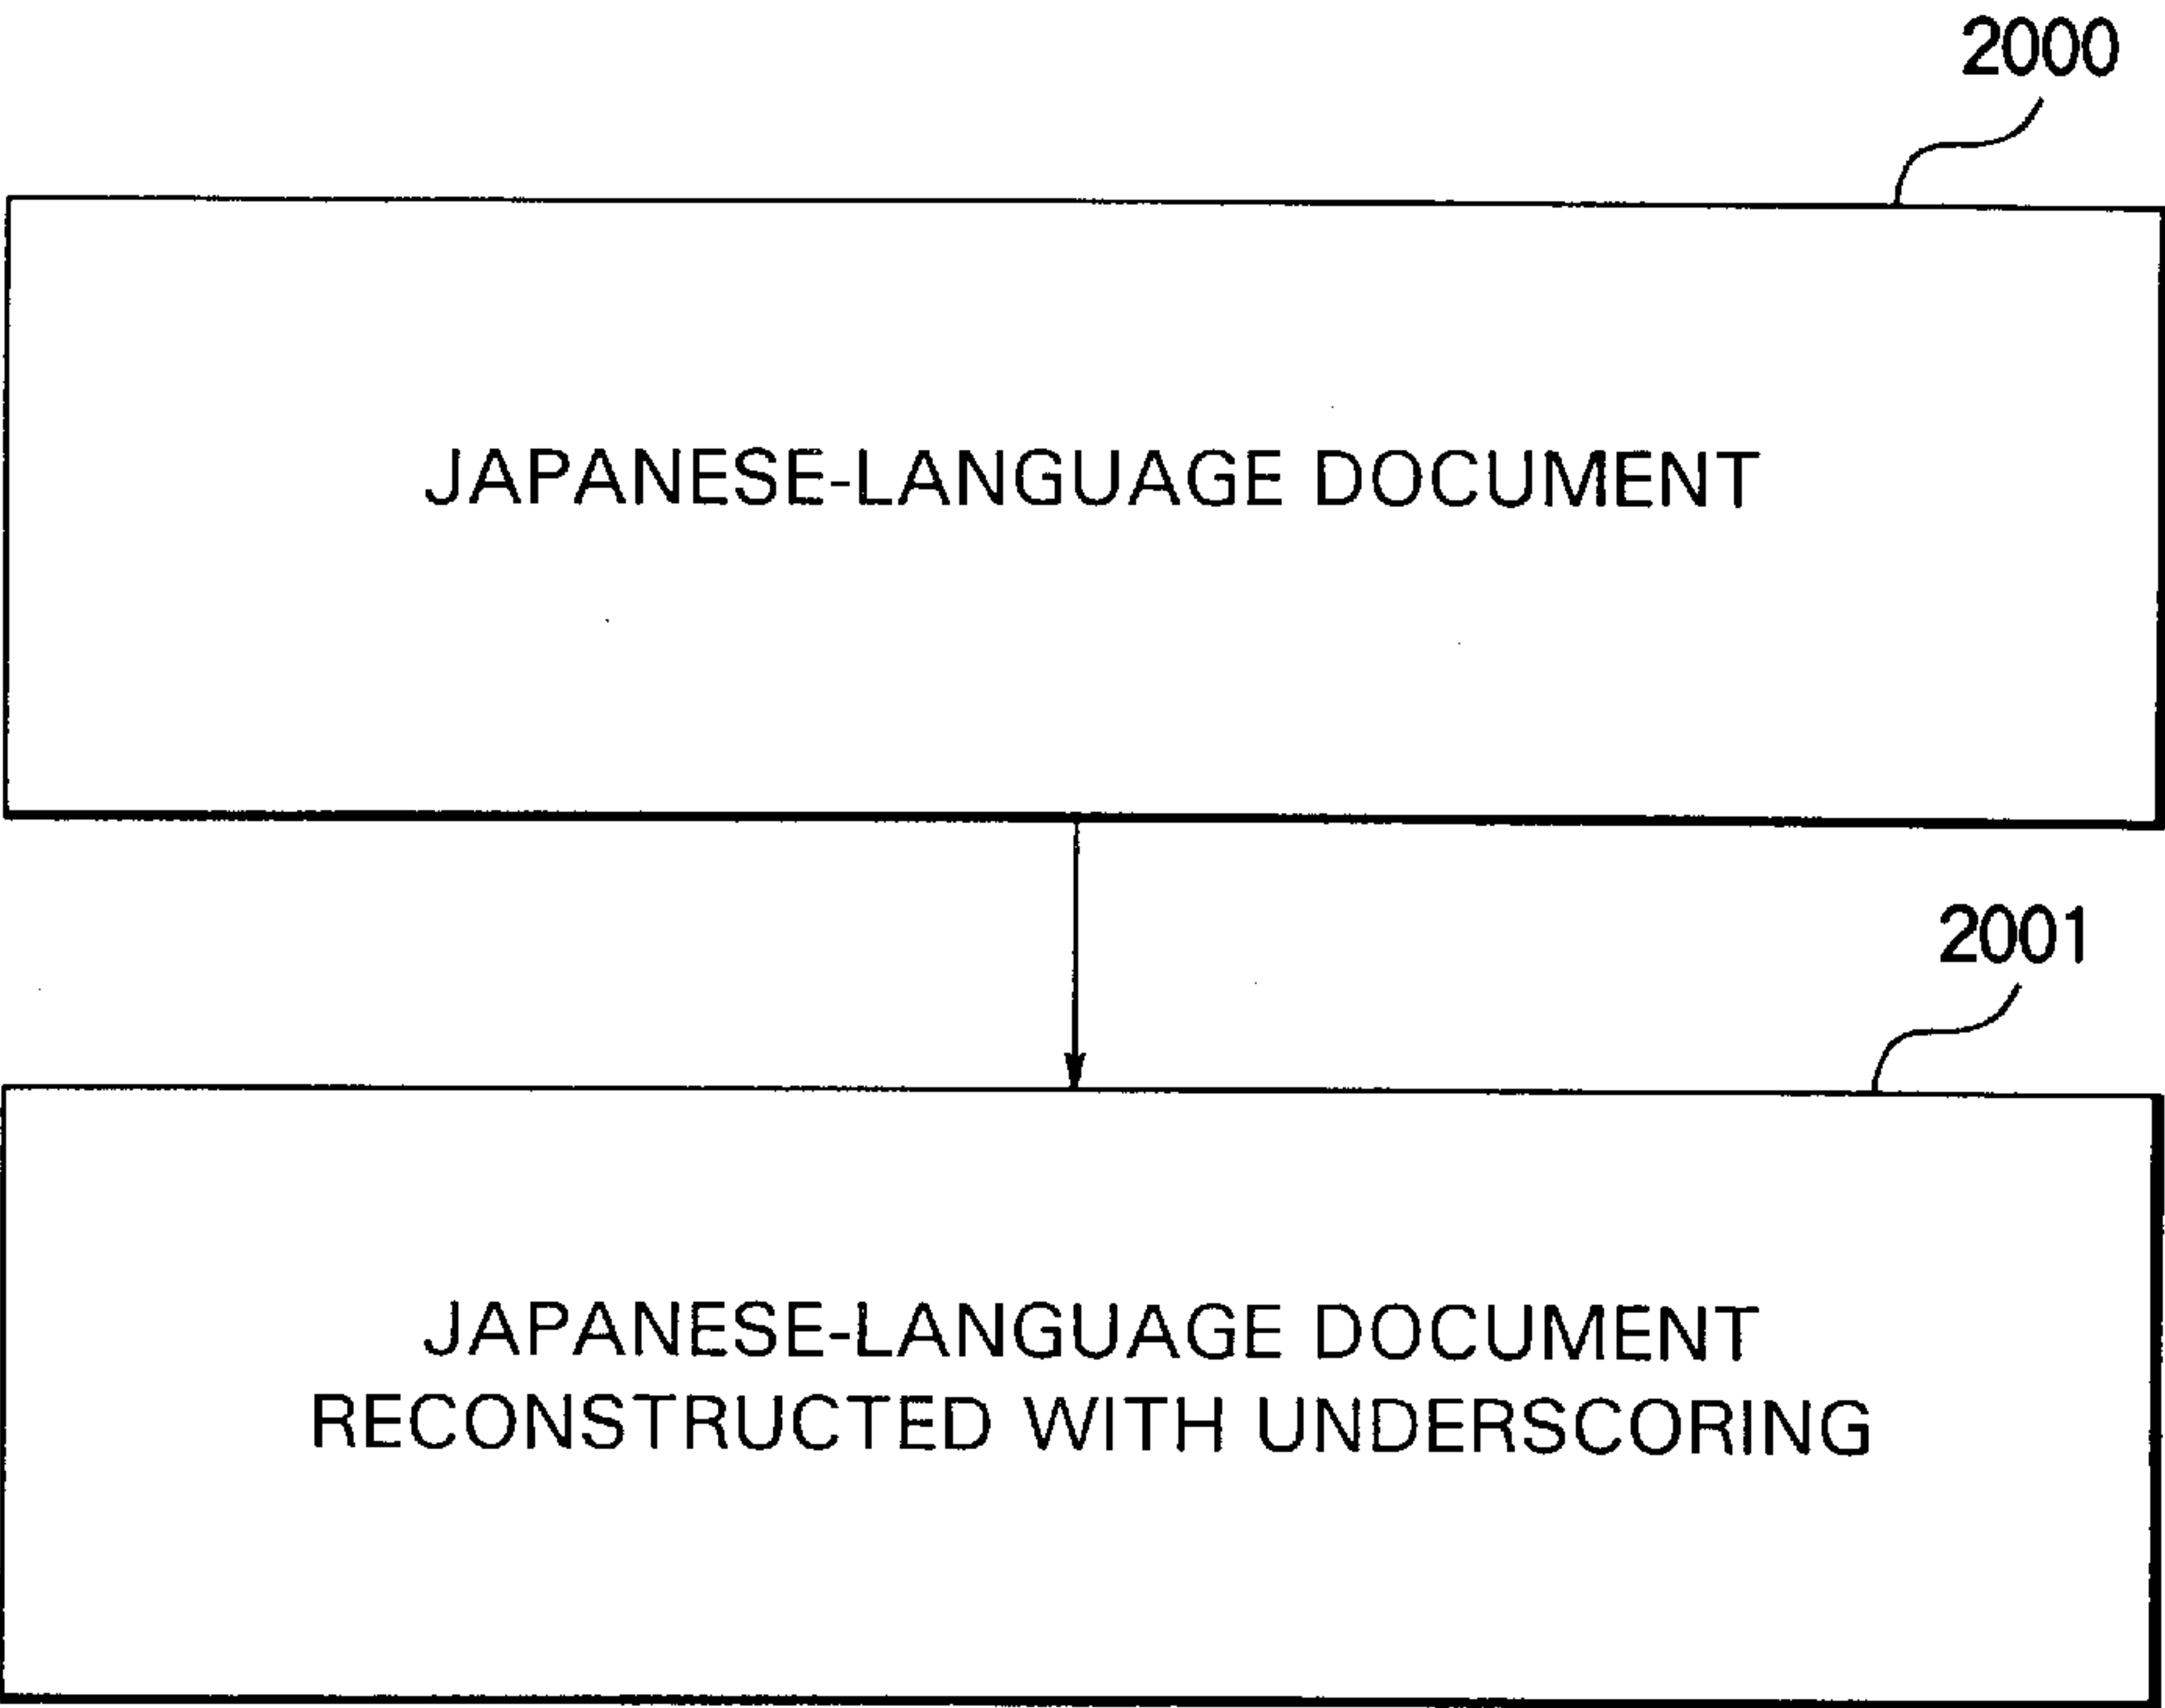 2000
JAPANESE-LANGUAGE DOCUMENT
2001
JAPANESE-LANGUAGE DOCUMENT
RECONSTRUCTED WITH UNDERSCORING